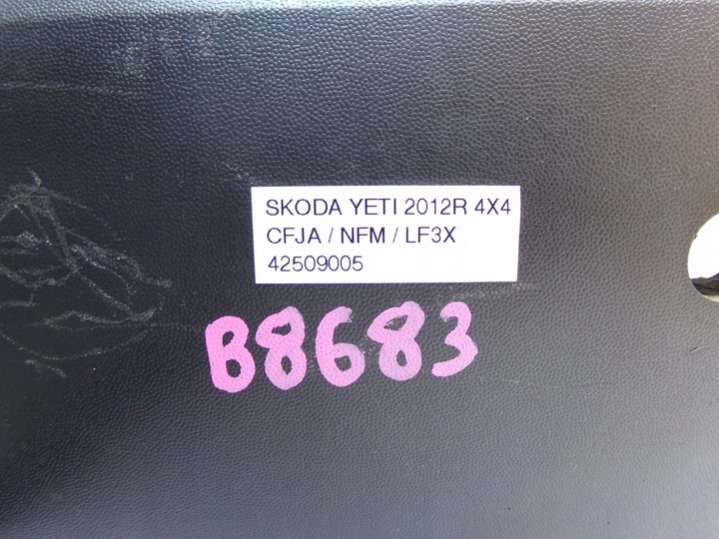 SKODA YETI 2012R 4X4
CFJA / NFM / LF3X
42509005
B8683